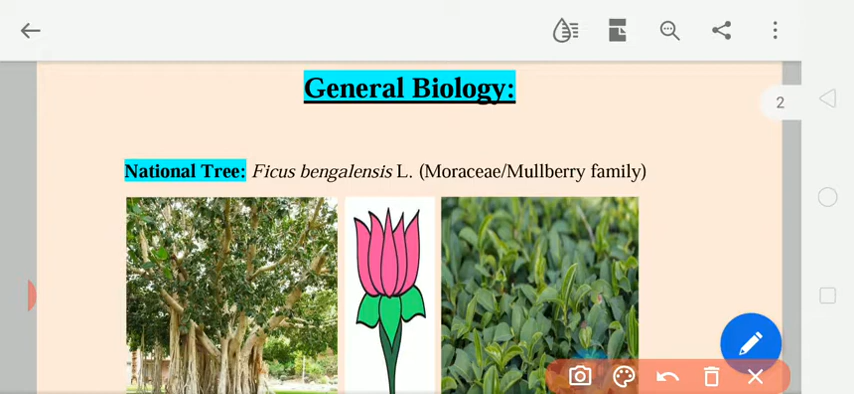 General Biology:
2
National Tree: Ficus bengalensis L. (Moraceae/Mullberry family)